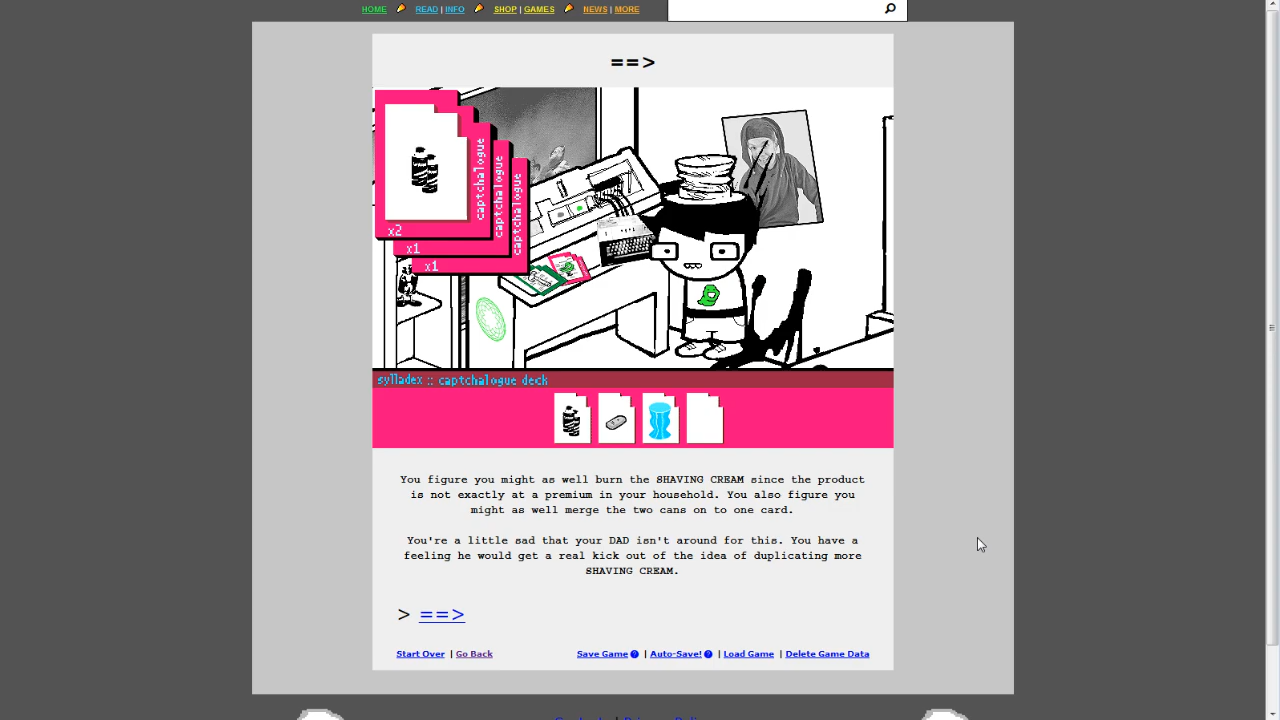 HOME READ | INFO SHOP | GAMES NEWS | MORE
==>
captchalogue
captchalogue
captchalogue
x2
x1
x1
sylladex :: captchalogue deck
You figure you might as well burn the SHAVING CREAM since the product
is not exactly at a premium in your household. You also figure you
might as well merge the two cans on to one card.
You're a little sad that your DAD isn't around for this. You have a
feeling he would get a real kick out of the idea of duplicating more
SHAVING CREAM.
> ==>
Start Over | Go Back Save Game ? | Auto-Save! ? | Load Game | Delete Game Data